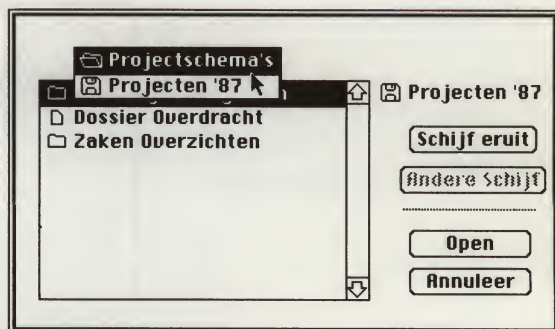 Projectschema's
Projecten '87
Dossier Overdracht
Zaken Overzichten
Projecten '87
Schijf eruit
Andere Schijf
Open
Annuleer